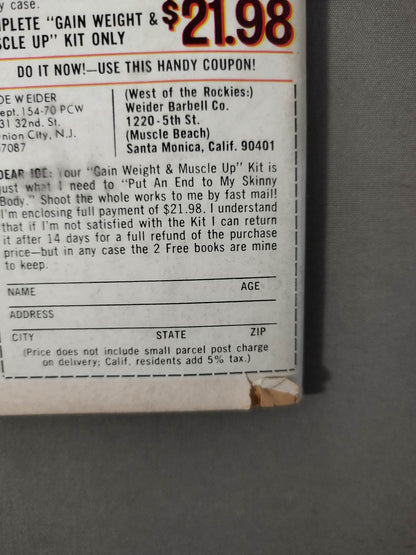 y case.
MPLETE "GAIN WEIGHT &
SCLE UP" KIT ONLY
$21.98
DO IT NOW!—USE THIS HANDY COUPON!
OE WEIDER
ept. 154-70 PCW
31 32nd. St.
nion City, N.J.
07087
(West of the Rockies:)
Weider Barbell Co.
1220-5th St.
(Muscle Beach)
Santa Monica, Calif. 90401
DEAR JOE: Your "Gain Weight & Muscle Up" Kit is
just what I need to "Put An End to My Skinny
Body." Shoot the whole works to me by fast mail!
I'm enclosing full payment of $21.98. I understand
that if I'm not satisfied with the Kit I can return
it after 14 days for a full refund of the purchase
price—but in any case the 2 Free books are mine
to keep.
NAME AGE
ADDRESS
CITY STATE ZIP
(Price does not include small parcel post charge
on delivery; Calif. residents add 5% tax.)